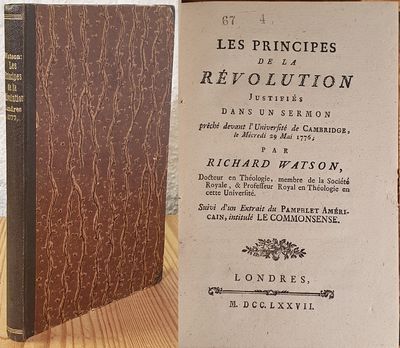 Watson:
Les
Principes
de la
Révolution
Londres
1777.
67 4
LES PRINCIPES
DE LA
RÉVOLUTION
JUSTIFIÉS
DANS UN SERMON
prêché devant l'Université de CAMBRIDGE,
le Mécredi 29 Mai 1776;
PAR
RICHARD WATSON,
Docteur en Théologie, membre de la Société
Royale, & Professeur Royal en Théologie en
cette Université.
Suivi d'un Extrait du PAMPHLET AMÉRI-
CAIN, intitulé LE COMMONSENSE.
LONDRES,
M. DCC. LXXVII.